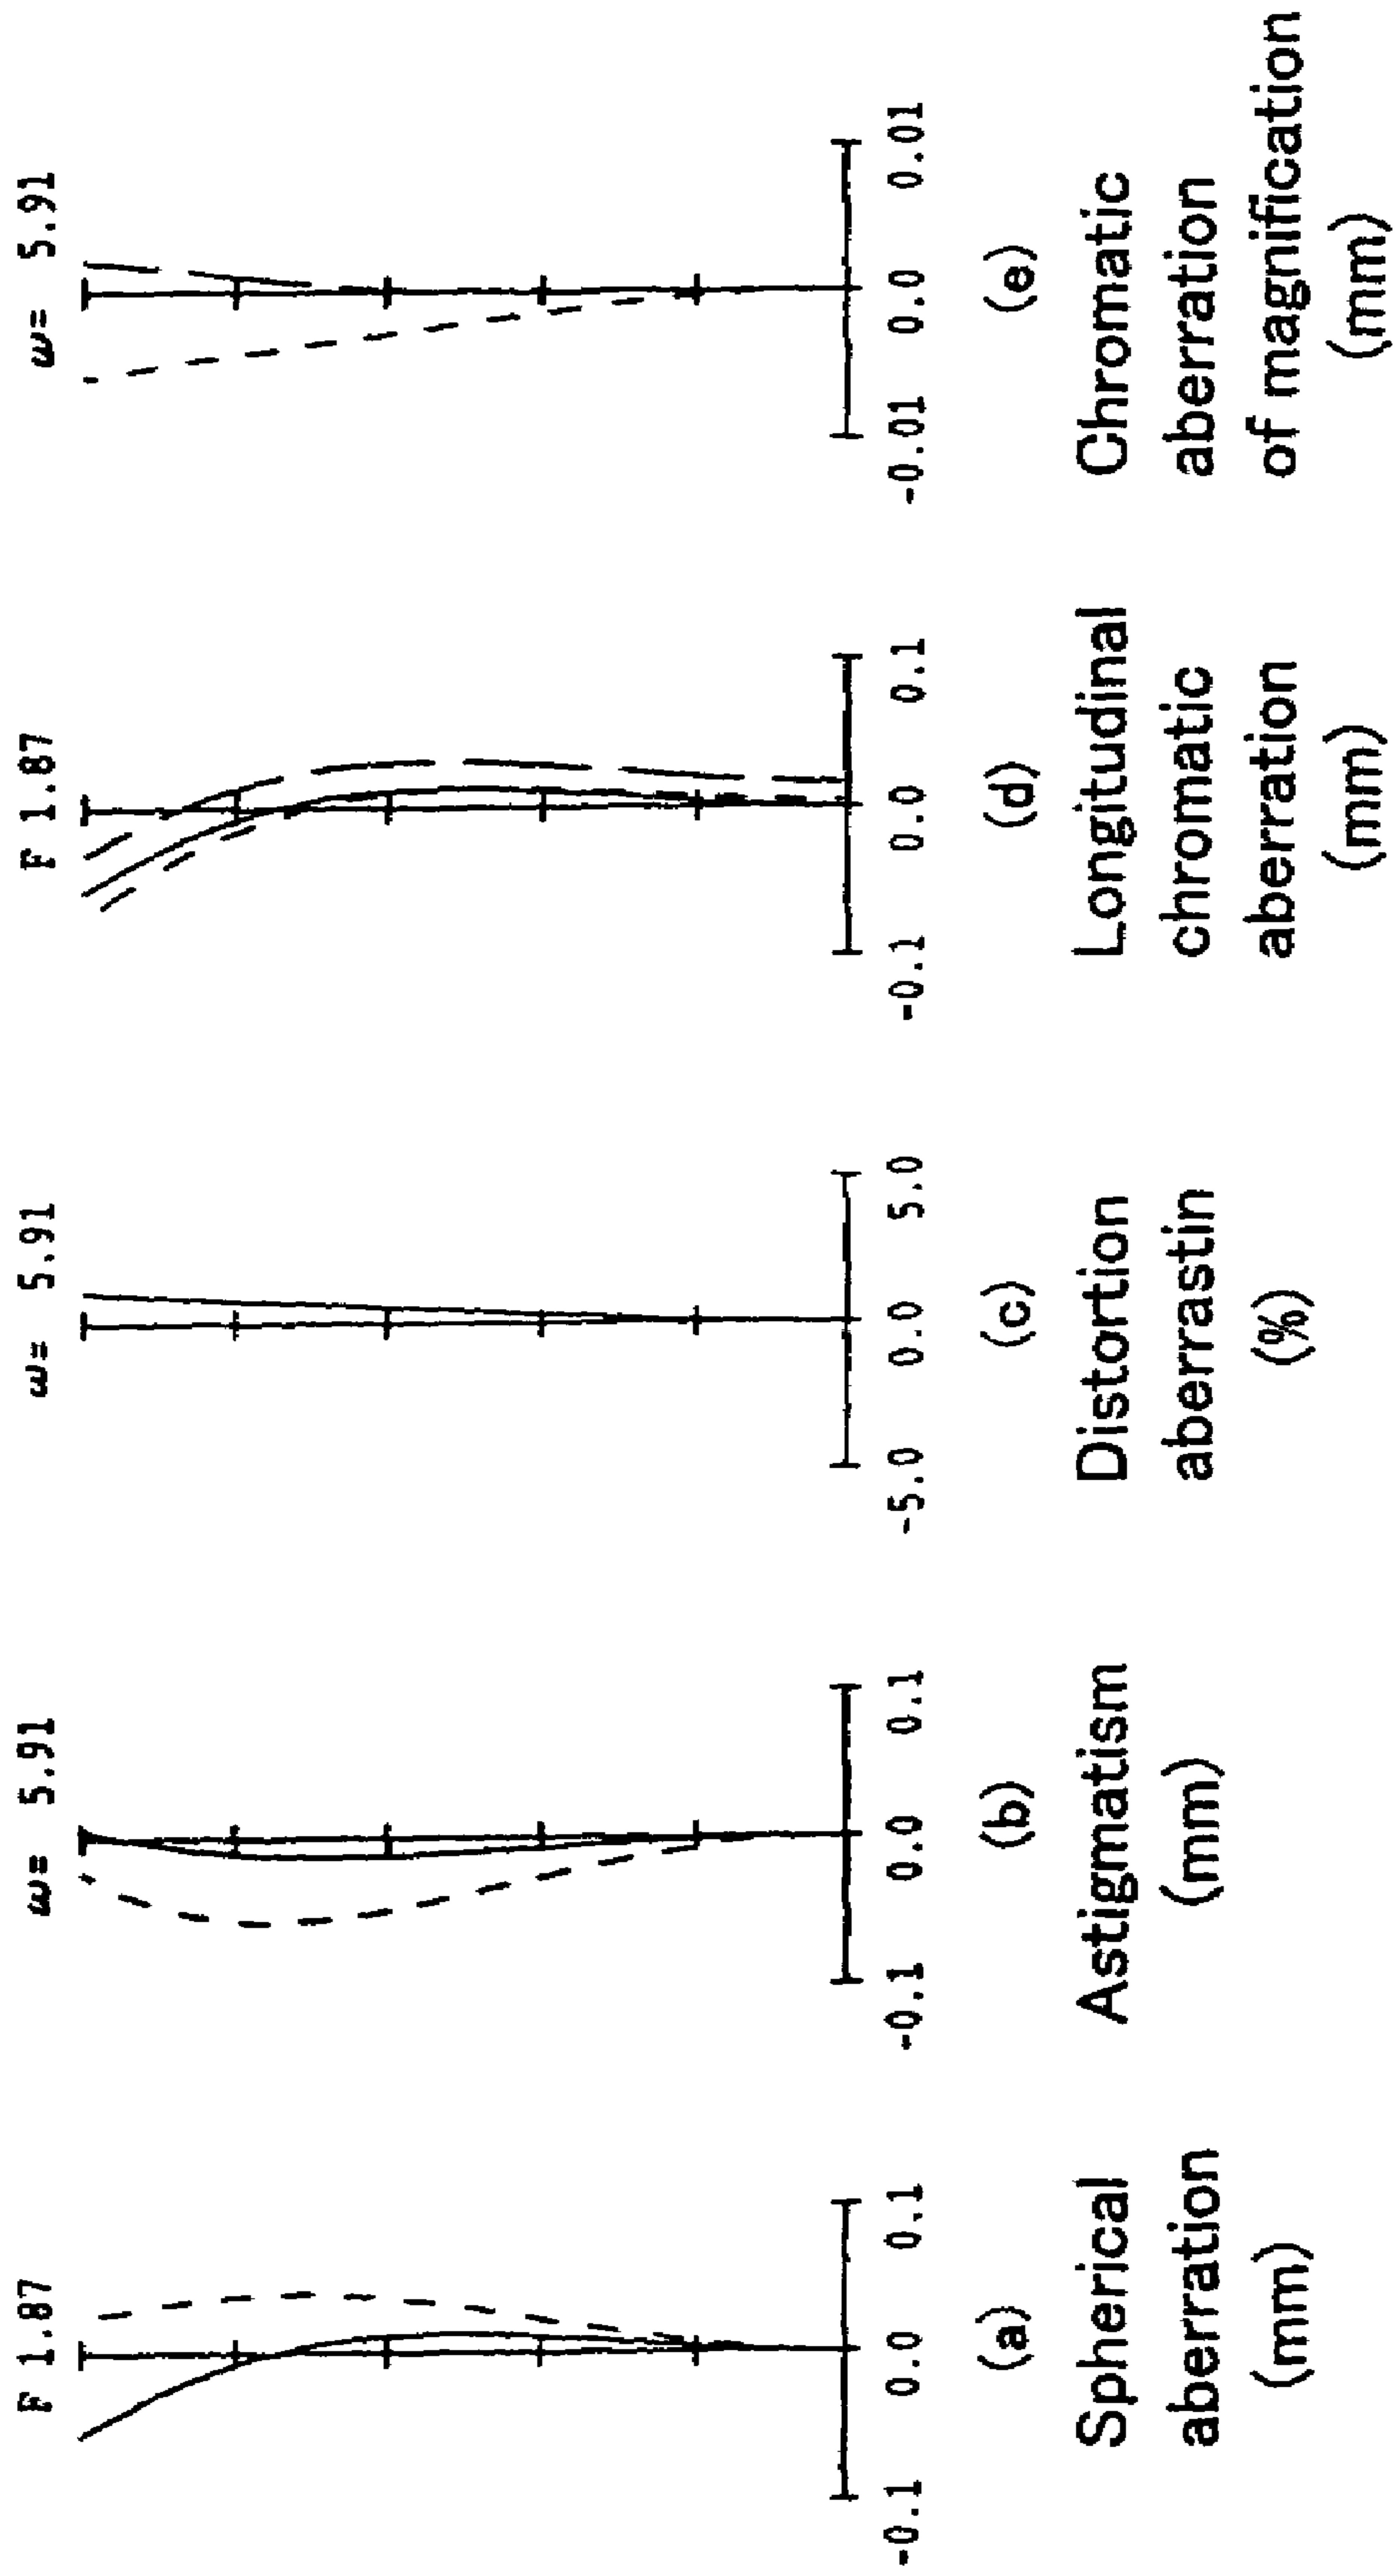 F 1.87
-0.1 0.0 0.1
(a)
Spherical
aberration
(mm)
ω= 5.91
-0.1 0.0 0.1
(b)
Astigmatism
(mm)
ω= 5.91
-5.0 0.0 5.0
(c)
Distortion
aberrastin
(%)
F 1.87
-0.1 0.0 0.1
(d)
Longitudinal
chromatic
aberration
(mm)
ω= 5.91
-0.01 0.0 0.01
(e)
Chromatic
aberration
of magnification
(mm)